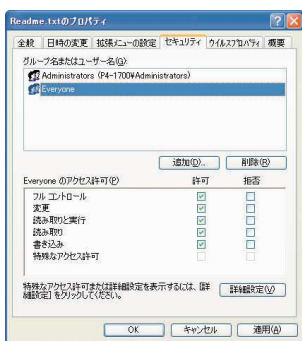 Readme.txtのプロパティ
全般 日時の変更 拡張メニューの設定 セキュリティ ウイルスプロパティ 概要
グループ名またはユーザー名(G):
Administrators (P4-1700¥Administrators)
Everyone
追加(D)... 削除(R)
Everyone のアクセス許可(P) 許可 拒否
フル コントロール
変更
読み取りと実行
読み取り
書き込み
特殊なアクセス許可
特殊なアクセス許可または詳細設定を表示するには、[詳
細設定] をクリックしてください。
詳細設定(V)
OK キャンセル 適用(A)